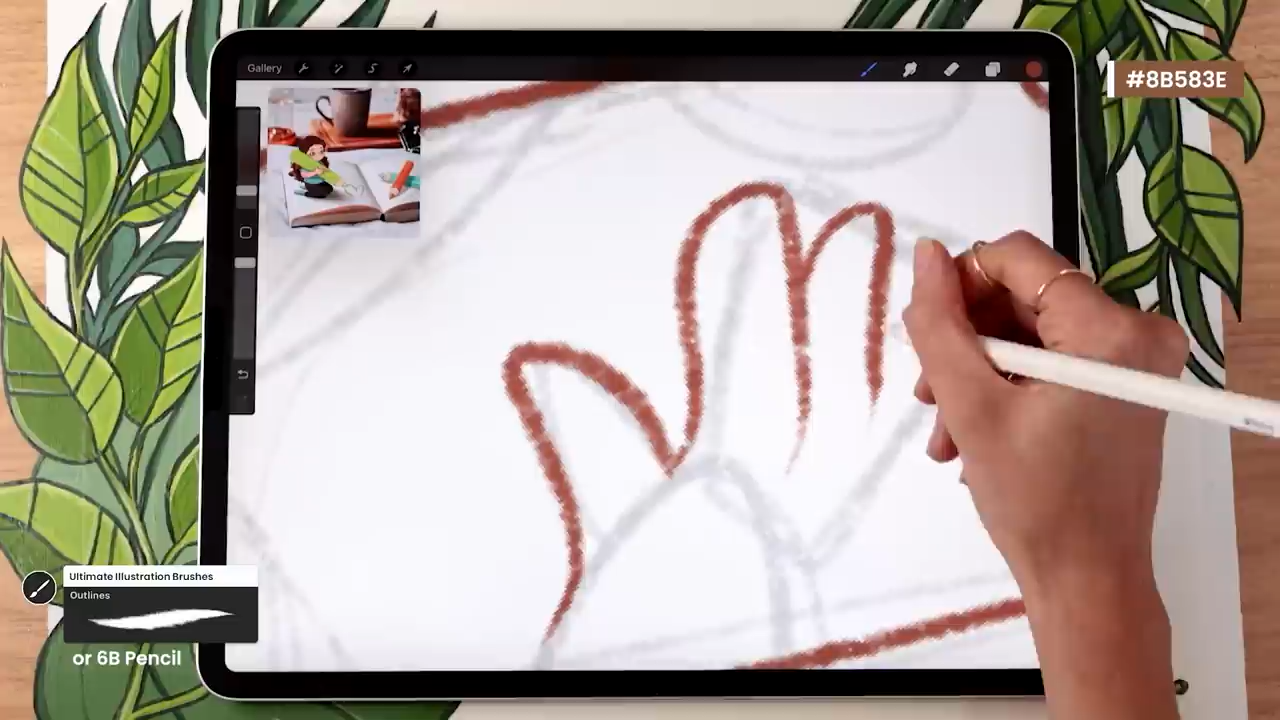 Gallery
#8B583E
Ultimate Illustration Brushes
Outlines
or 6B Pencil